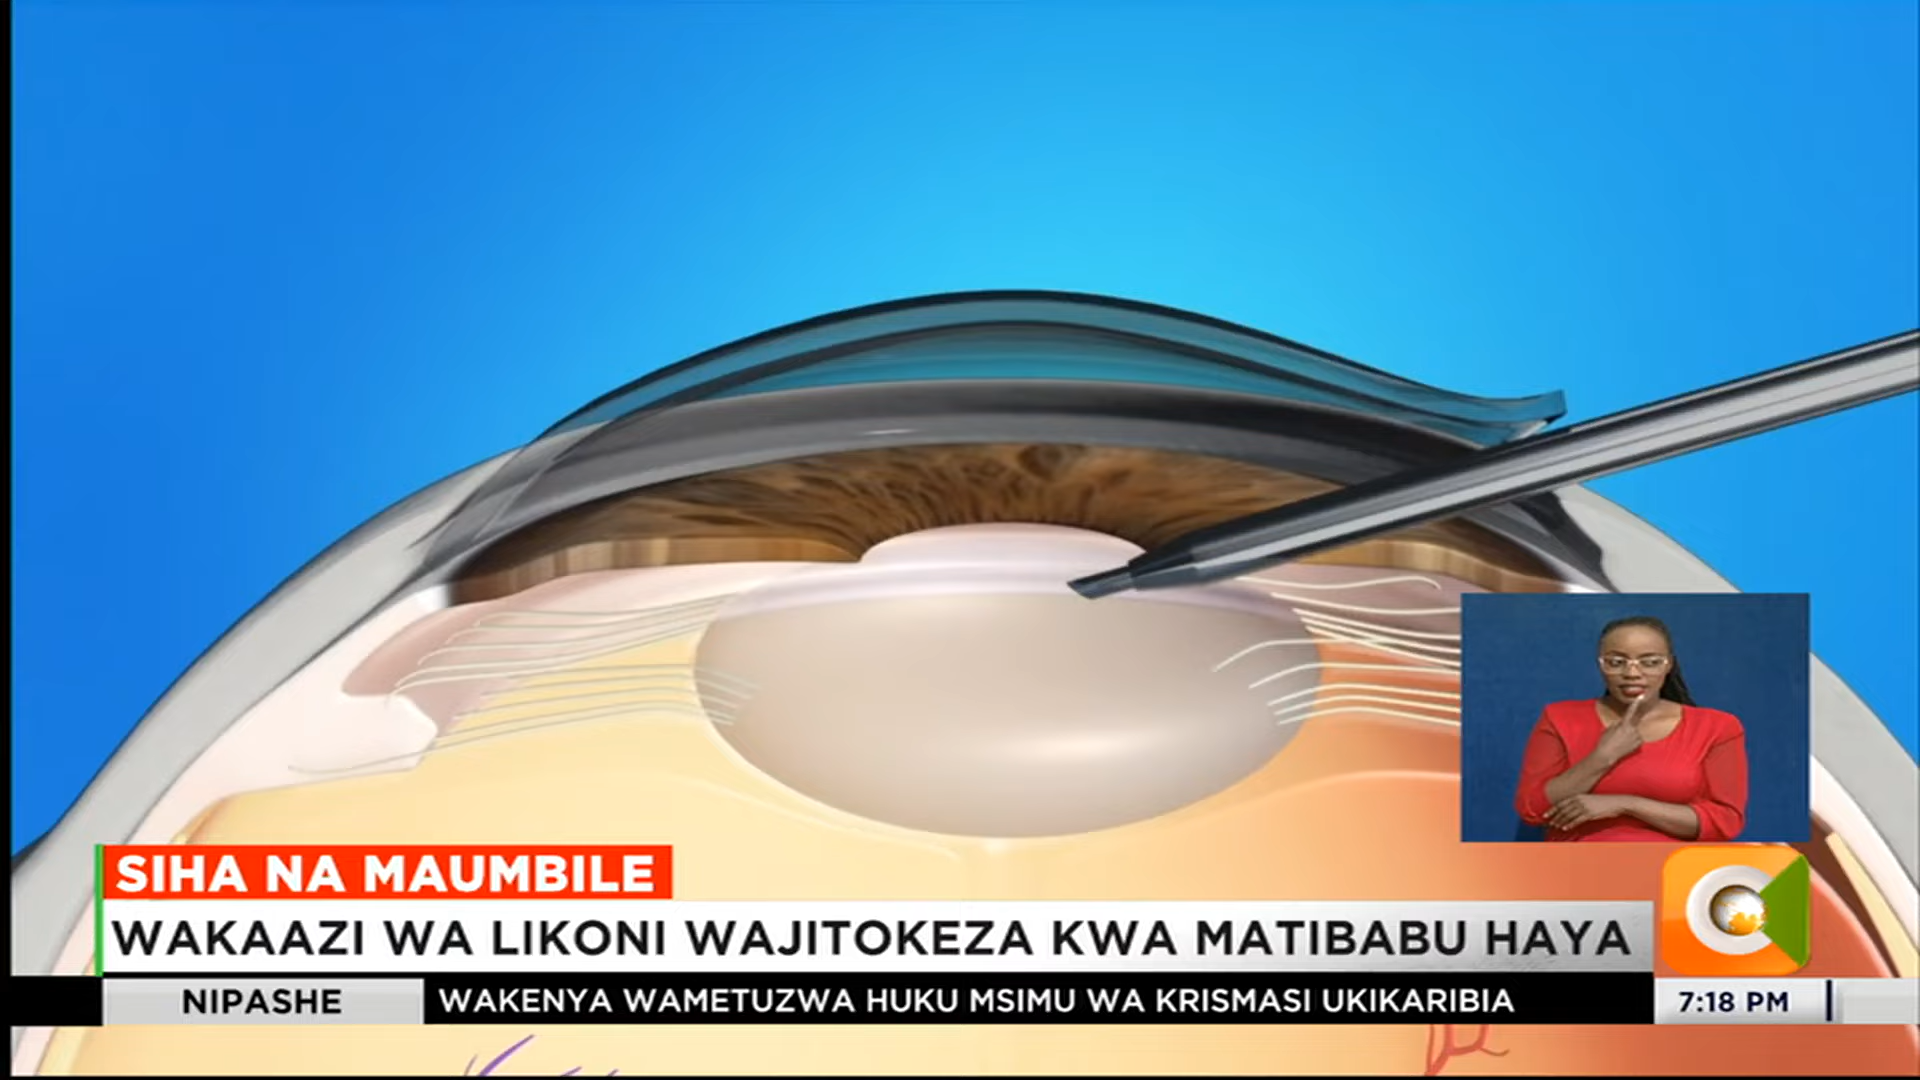 SIHA NA MAUMBILE
WAKAAZI WA LIKONI WAJITOKEZA KWA MATIBABU HAYA
NIPASHE WAKENYA WAMETUZWA HUKU MSIMU WA KRISMASI UKIKARIBIA 7:18 PM